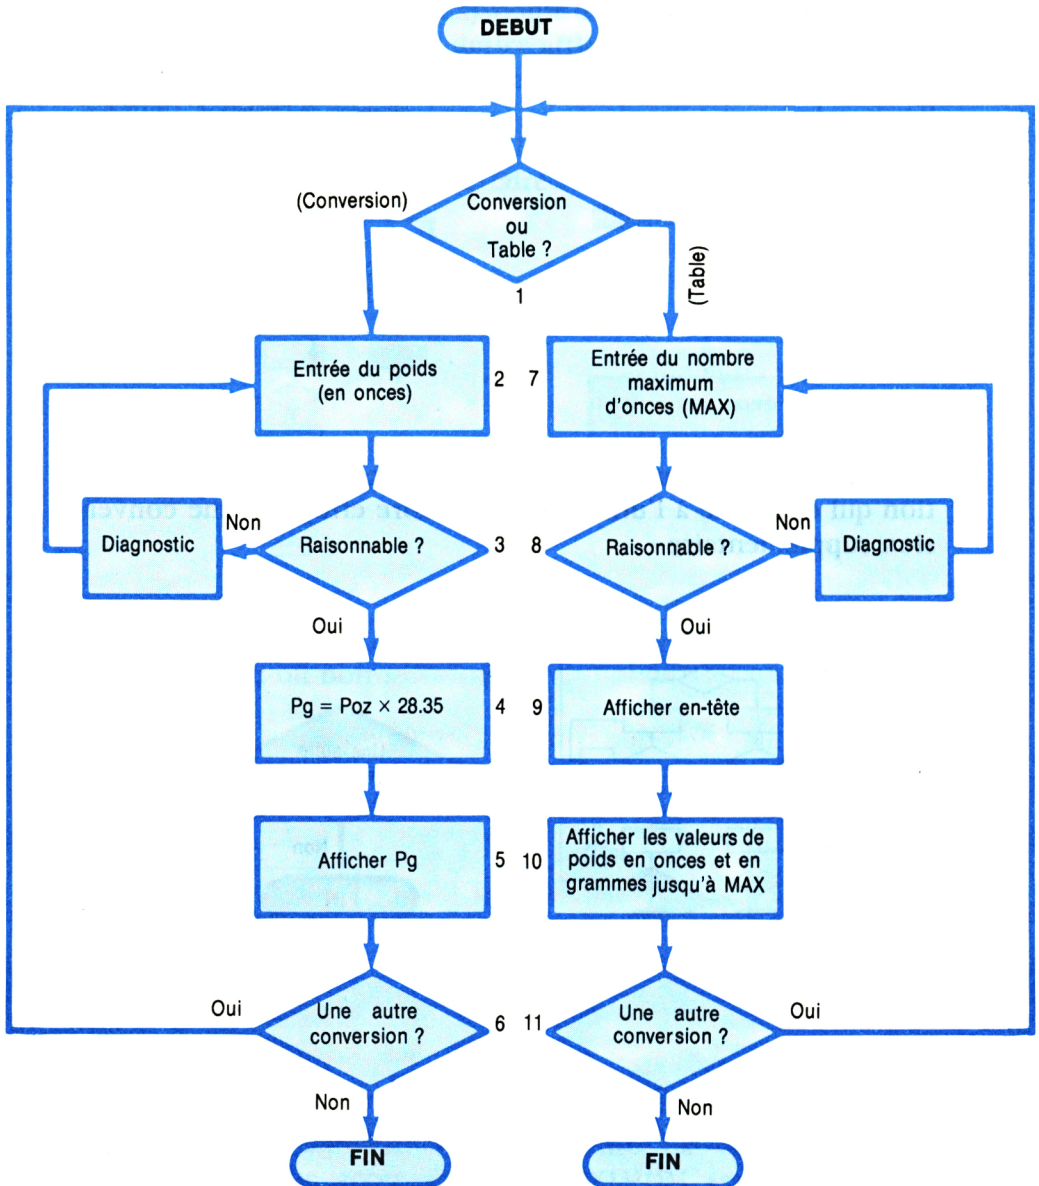 DEBUT
(Conversion)
Conversion
ou
Table ?
(Table)
1
Entrée du poids
(en onces)
2
7
Entrée du nombre
maximum
d'onces (MAX)
Diagnostic
Non
Raisonnable ?
3
8
Raisonnable ?
Non
Diagnostic
Oui
Oui
Pg = Poz × 28.35
4
9
Afficher en-tête
Afficher Pg
5
10
Afficher les valeurs de
poids en onces et en
grammes jusqu'à MAX
Oui
Une autre
conversion ?
6
11
Une autre
conversion ?
Oui
Non
Non
FIN
FIN